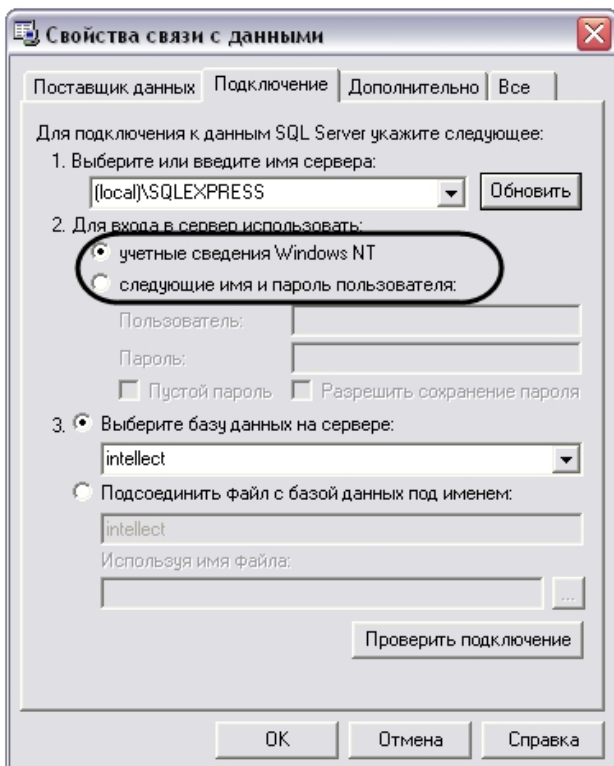 Свойства связи с данными
Поставщик данных Подключение Дополнительно Все
Для подключения к данным SQL Server укажите следующее:
1. Выберите или введите имя сервера:
(local)\SQLEXPRESS Обновить
2. Для входа в сервер использовать:
учетные сведения Windows NT
следующие имя и пароль пользователя:
Пользователь:
Пароль:
Пустой пароль Разрешить сохранение пароля
3. Выберите базу данных на сервере:
intellect
Подсоединить файл с базой данных под именем:
intellect
Используя имя файла:
...
Проверить подключение
OK Отмена Справка